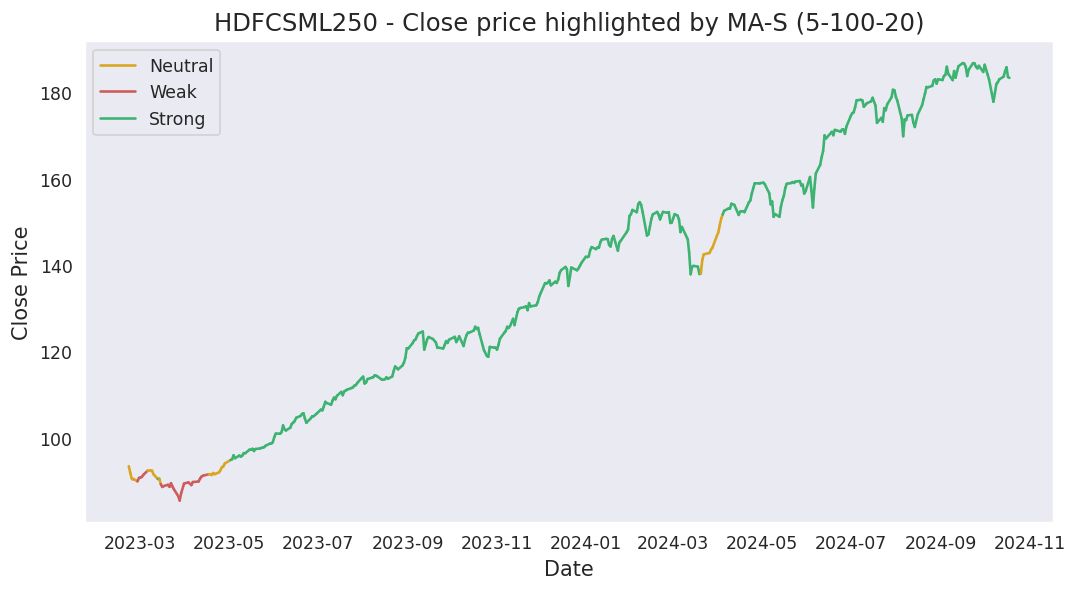 HDFCSML250 - Close price highlighted by MA-S (5-100-20)
Neutral
Weak
Strong
180
160
140
120
100
Close Price
2023-03 2023-05 2023-07 2023-09 2023-11 2024-01 2024-03 2024-05 2024-07 2024-09 2024-11
Date